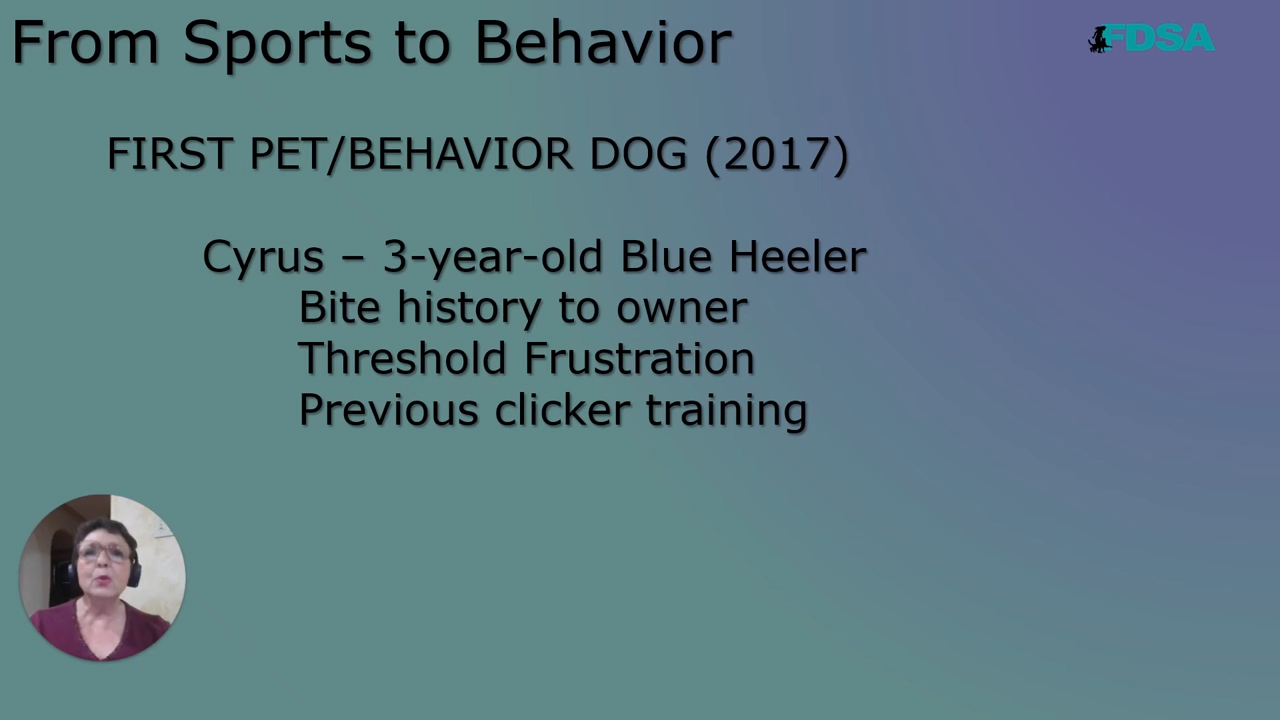 From Sports to Behavior
FDSA
FIRST PET/BEHAVIOR DOG (2017)
Cyrus – 3-year-old Blue Heeler
Bite history to owner
Threshold Frustration
Previous clicker training